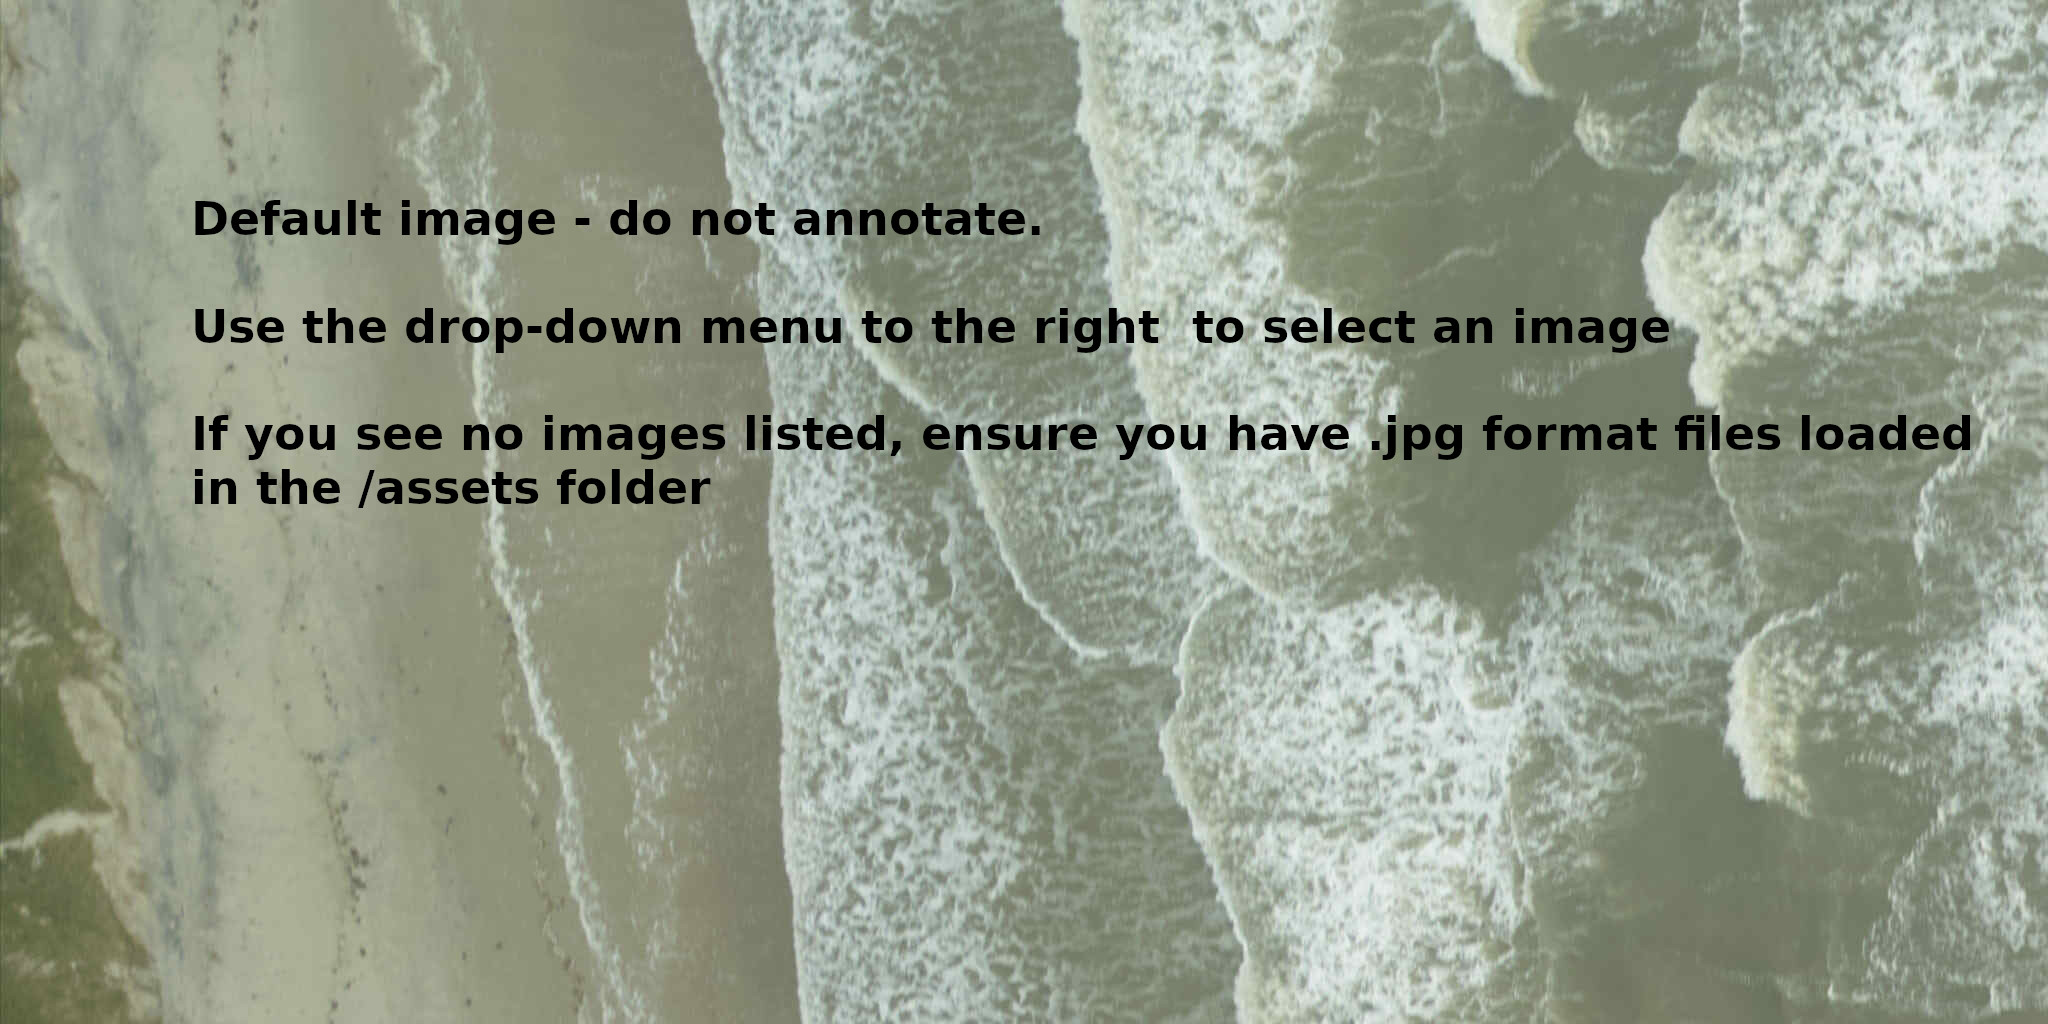 Default image - do not annotate.
Use the drop-down menu to the right  to select an image
If you see no images listed, ensure you have .jpg format files loaded
in the /assets folder